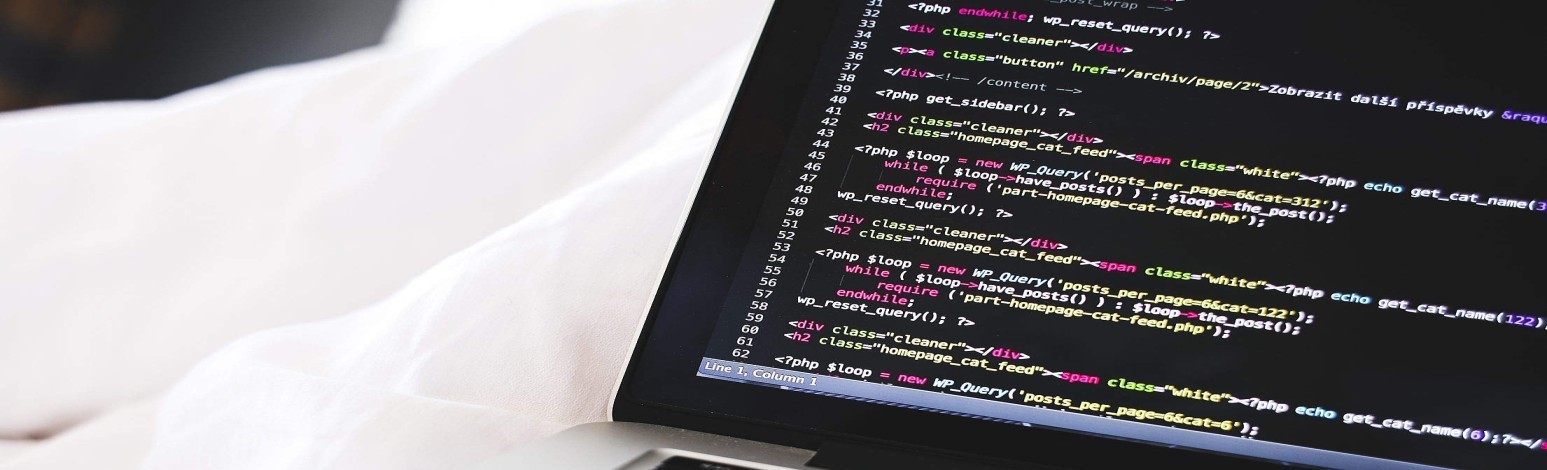 post_wrap -->
31 <?php endwhile; wp_reset_query(); ?>
32
33 <div class="cleaner"></div>
34
35 <p><a class="button" href="/archiv/page/2">Zobrazit další příspěvky &raqu
36
37 </div><!-- /content -->
38
39 <?php get_sidebar(); ?>
40
41 <div class="cleaner"></div>
42 <h2 class="homepage_cat_feed"><span class="white"><?php echo get_cat_name(3
43
44 <?php $loop = new WP_Query('posts_per_page=6&cat=312');
45 while ( $loop->have_posts() ) : $loop->the_post();
46 require ('part-homepage-cat-feed.php');
47 endwhile;
48 wp_reset_query(); ?>
49
50 <div class="cleaner"></div>
51 <h2 class="homepage_cat_feed"><span class="white"><?php echo get_cat_name(122);
52
53 <?php $loop = new WP_Query('posts_per_page=6&cat=122');
54 while ( $loop->have_posts() ) : $loop->the_post();
55 require ('part-homepage-cat-feed.php');
56 endwhile;
57 wp_reset_query(); ?>
58
59 <div class="cleaner"></div>
60 <h2 class="homepage_cat_feed"><span class="white"><?php echo get_cat_name(6);?></s
61
62 <?php $loop = new WP_Query('posts_per_page=6&cat=6');
Line 1, Column 1